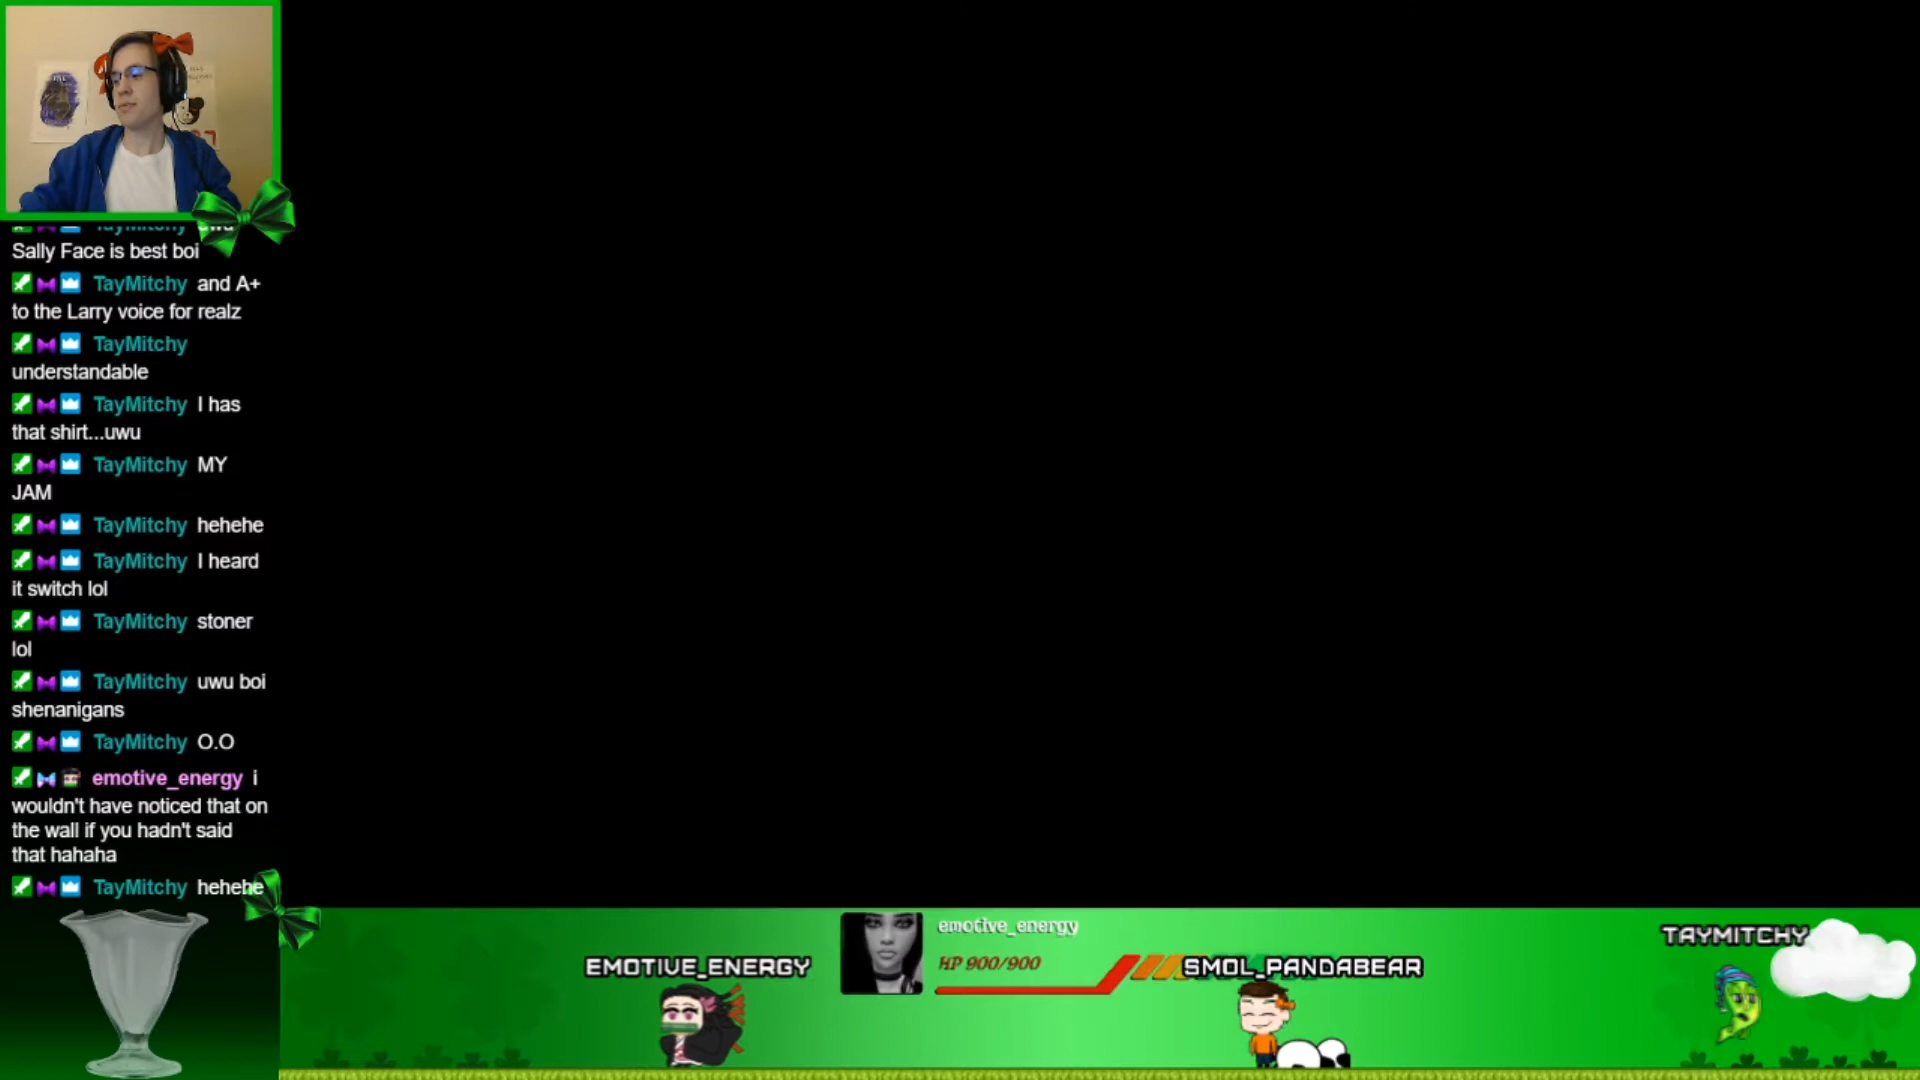 TayMitchy uwu
Sally Face is best boi
TayMitchy and A+
to the Larry voice for realz
TayMitchy
understandable
TayMitchy I has
that shirt...uwu
TayMitchy MY
JAM
TayMitchy hehehe
TayMitchy I heard
it switch lol
TayMitchy stoner
lol
TayMitchy uwu boi
shenanigans
TayMitchy O.O
emotive_energy i
wouldn't have noticed that on
the wall if you hadn't said
that hahaha
TayMitchy hehehe
EMOTIVE_ENERGY
emotive_energy
HP 900/900
SMOL_PANDABEAR
TAYMITCHY